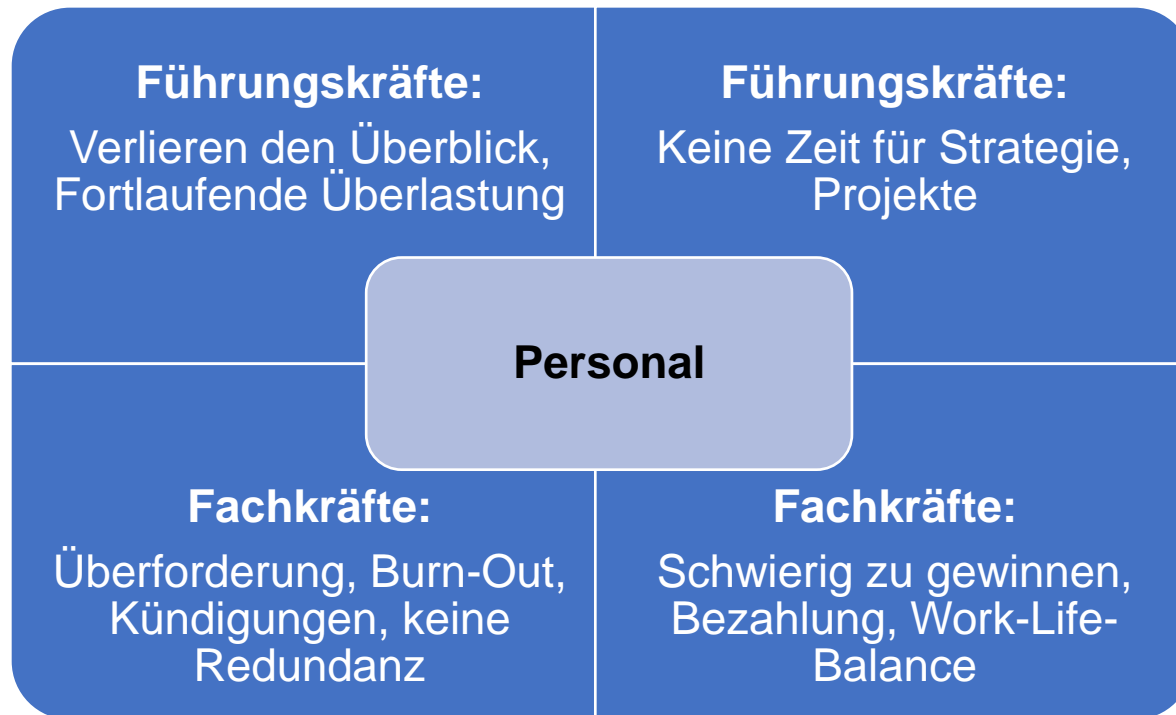 Führungskräfte:
Verlieren den Überblick,
Fortlaufende Überlastung
Führungskräfte:
Keine Zeit für Strategie,
Projekte
Personal
Fachkräfte:
Überforderung, Burn-Out,
Kündigungen, keine
Redundanz
Fachkräfte:
Schwierig zu gewinnen,
Bezahlung, Work-Life-
Balance